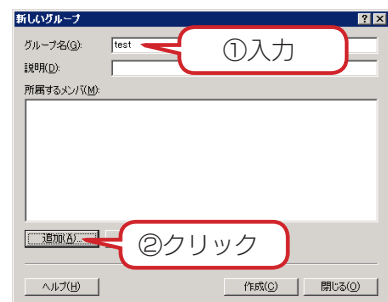 新しいグループ
グループ名(G):
test
①入力
説明(D):
所属するメンバ(M):
追加(A)...
②クリック
ヘルプ(H)
作成(C)
閉じる(O)